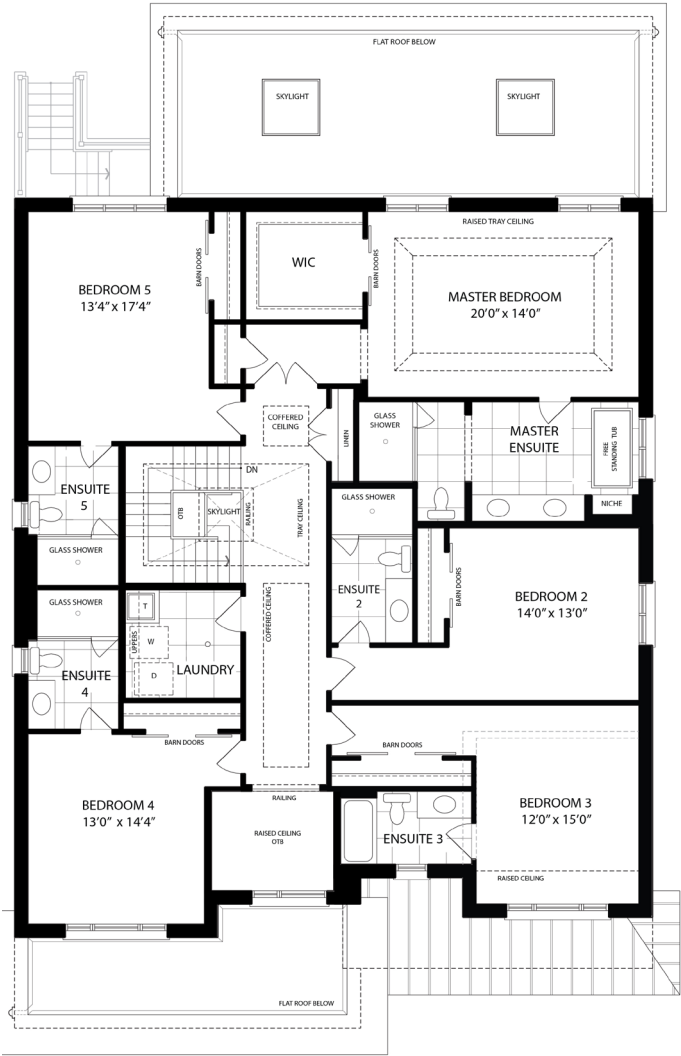 FLAT ROOF BELOW
SKYLIGHT
SKYLIGHT
RAISED TRAY CEILING
BEDROOM 5
13'4" x 17'4"
BARN DOORS
WIC
BARN DOORS
MASTER BEDROOM
20'0" x 14'0"
COFFERED
CEILING
LINEN
GLASS
SHOWER
MASTER
ENSUITE
FREE
STANDING TUB
NICHE
ENSUITE
5
GLASS SHOWER
DN
OTB
SKYLIGHT
RAILING
TRAY CEILING
GLASS SHOWER
ENSUITE
2
BARN DOORS
BEDROOM 2
14'0" x 13'0"
GLASS SHOWER
ENSUITE
4
T
UPPERS
W
D
LAUNDRY
COFFERED CEILING
BARN DOORS
BARN DOORS
BEDROOM 4
13'0" x 14'4"
RAILING
RAISED CEILING
OTB
ENSUITE 3
BEDROOM 3
12'0" x 15'0"
RAISED CEILING
FLAT ROOF BELOW